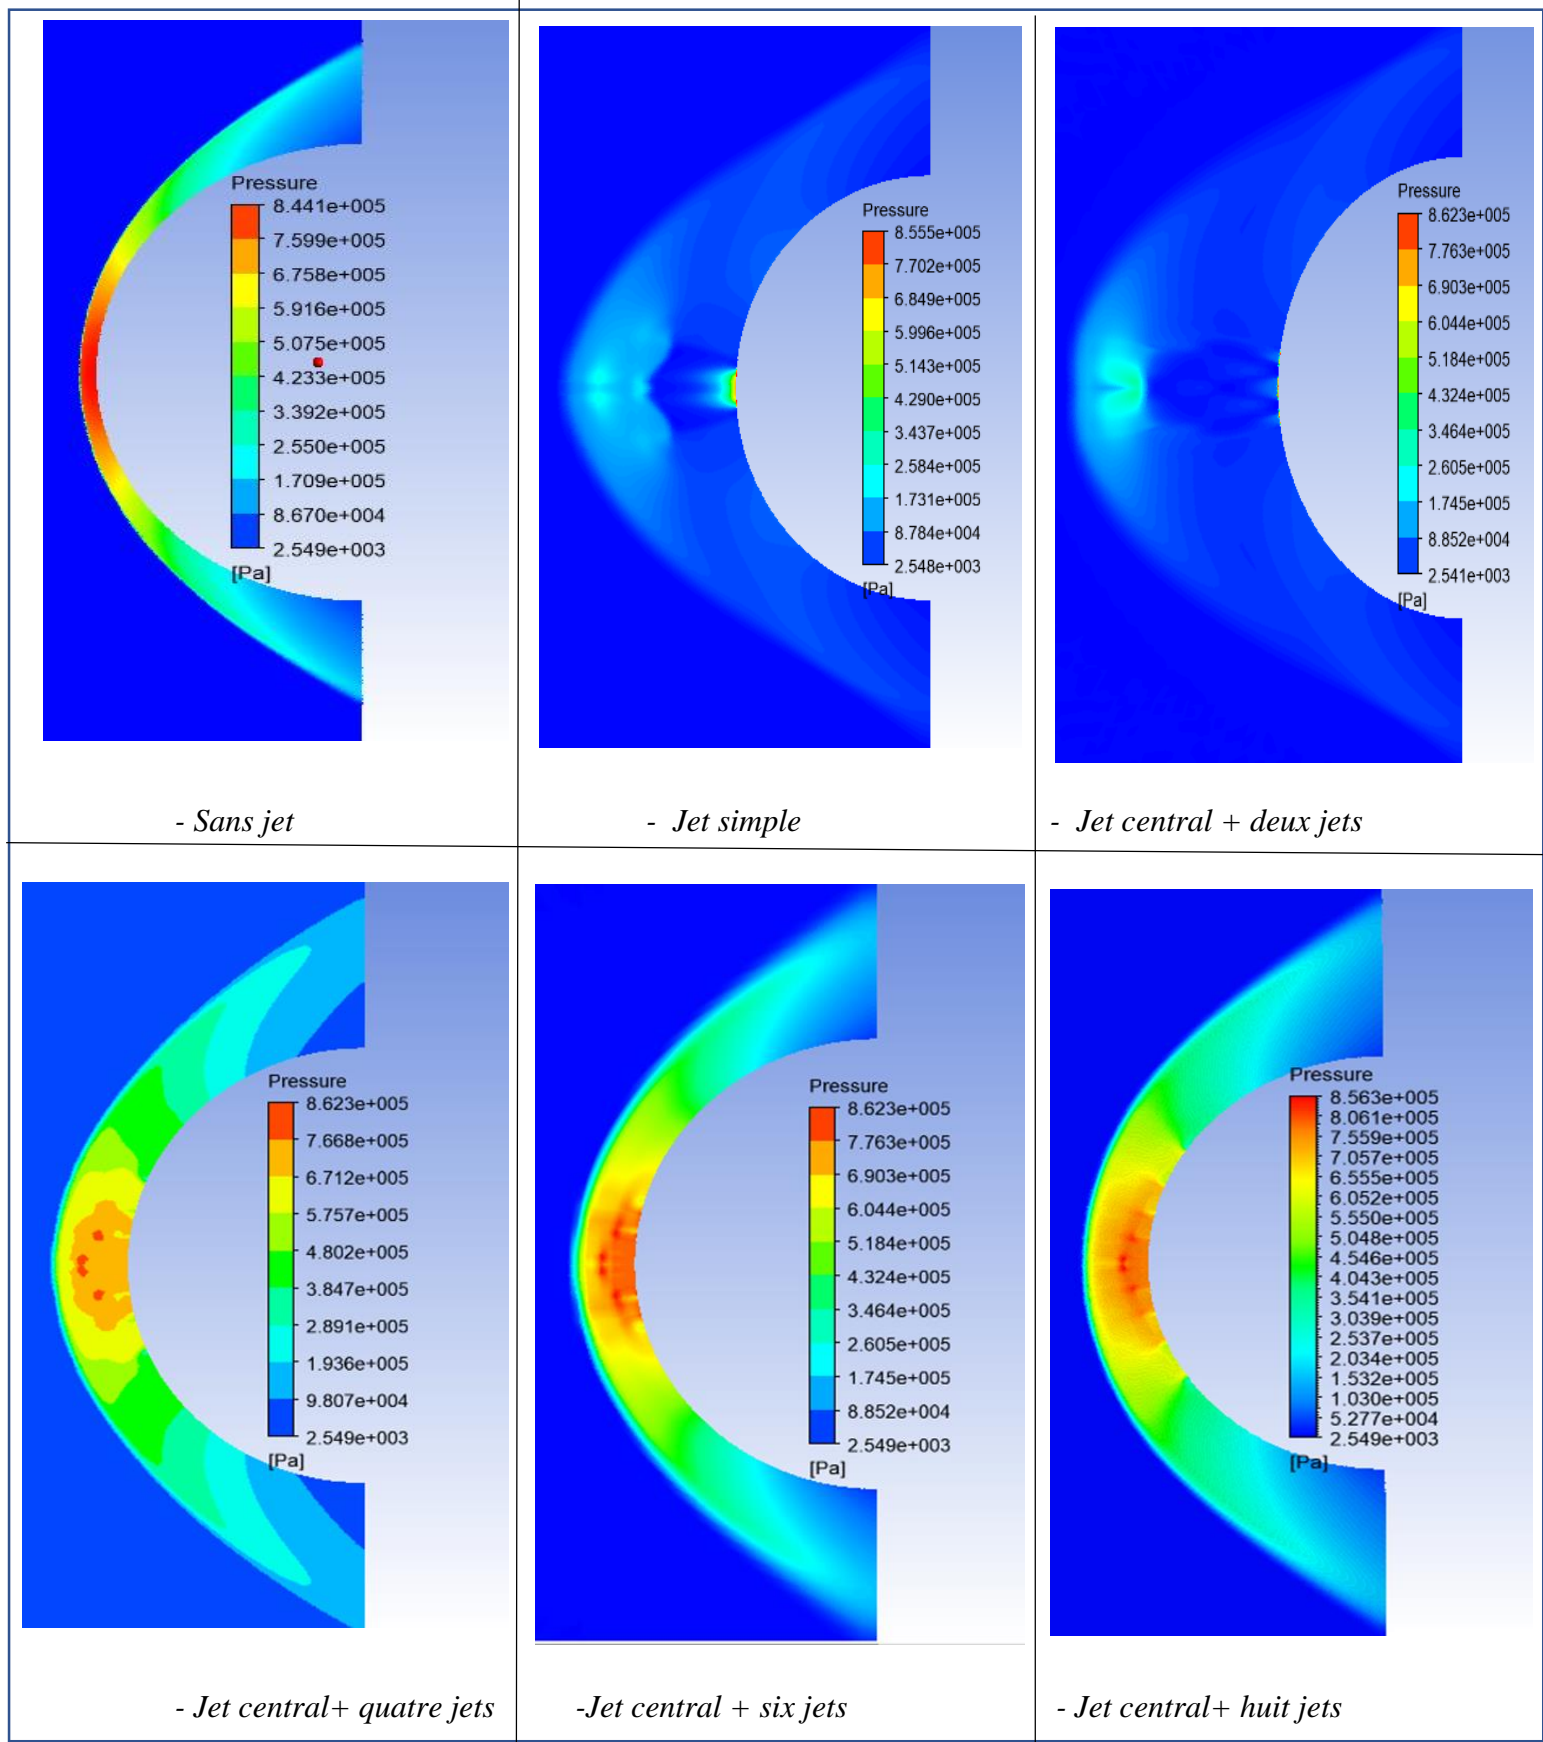 Pressure
8.441e+005
7.599e+005
6.758e+005
5.916e+005
5.075e+005
4.233e+005
3.392e+005
2.550e+005
1.709e+005
8.670e+004
2.549e+003
[Pa]
- Sans jet
Pressure
8.555e+005
7.702e+005
6.849e+005
5.996e+005
5.143e+005
4.290e+005
3.437e+005
2.584e+005
1.731e+005
8.784e+004
2.548e+003
[Pa]
- Jet simple
Pressure
8.623e+005
7.763e+005
6.903e+005
6.044e+005
5.184e+005
4.324e+005
3.464e+005
2.605e+005
1.745e+005
8.852e+004
2.541e+003
[Pa]
- Jet central + deux jets
Pressure
8.623e+005
7.668e+005
6.712e+005
5.757e+005
4.802e+005
3.847e+005
2.891e+005
1.936e+005
9.807e+004
2.549e+003
[Pa]
- Jet central+ quatre jets
Pressure
8.623e+005
7.763e+005
6.903e+005
6.044e+005
5.184e+005
4.324e+005
3.464e+005
2.605e+005
1.745e+005
8.852e+004
2.549e+003
[Pa]
-Jet central + six jets
Pressure
8.563e+005
8.061e+005
7.559e+005
7.057e+005
6.555e+005
6.052e+005
5.550e+005
5.048e+005
4.546e+005
4.043e+005
3.541e+005
3.039e+005
2.537e+005
2.034e+005
1.532e+005
1.030e+005
5.277e+004
2.549e+003
[Pa]
- Jet central+ huit jets